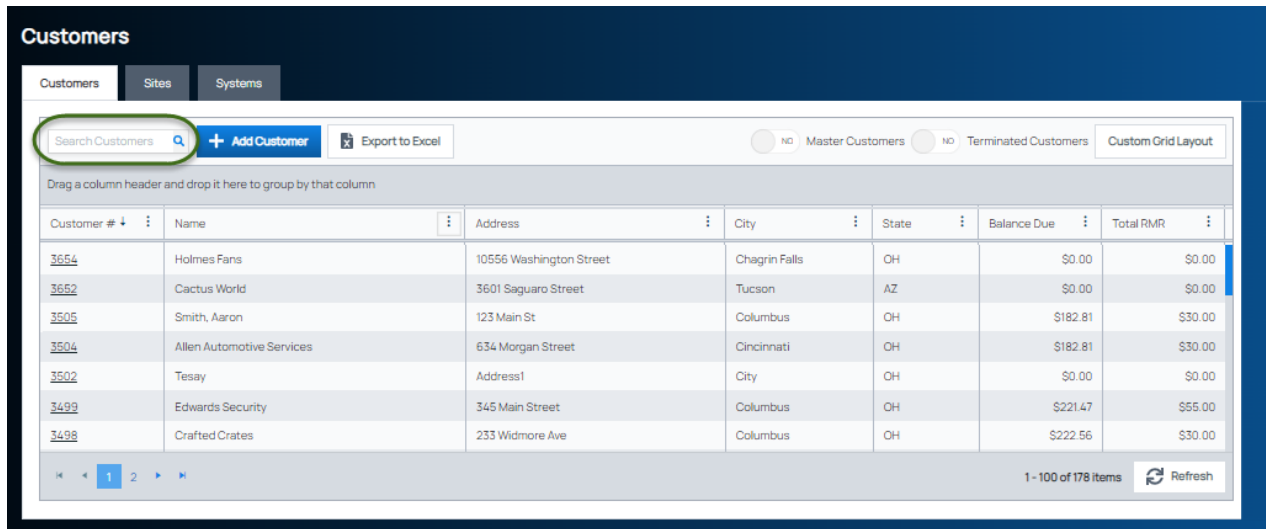 Customers
Customers Sites Systems
Search Customers Add Customer Export to Excel NO Master Customers NO Terminated Customers Custom Grid Layout
Drag a column header and drop it here to group by that column
Customer # Name Address City State Balance Due Total RMR
3654 Holmes Fans 10556 Washington Street Chagrin Falls OH $0.00 $0.00
3652 Cactus World 3601 Saguaro Street Tucson AZ $0.00 $0.00
3505 Smith, Aaron 123 Main St Columbus OH $182.81 $30.00
3504 Allen Automotive Services 634 Morgan Street Cincinnati OH $182.81 $30.00
3502 Tesay Address1 City OH $0.00 $0.00
3499 Edwards Security 345 Main Street Columbus OH $221.47 $55.00
3498 Crafted Crates 233 Widmore Ave Columbus OH $222.56 $30.00
1 2 1 - 100 of 178 items Refresh